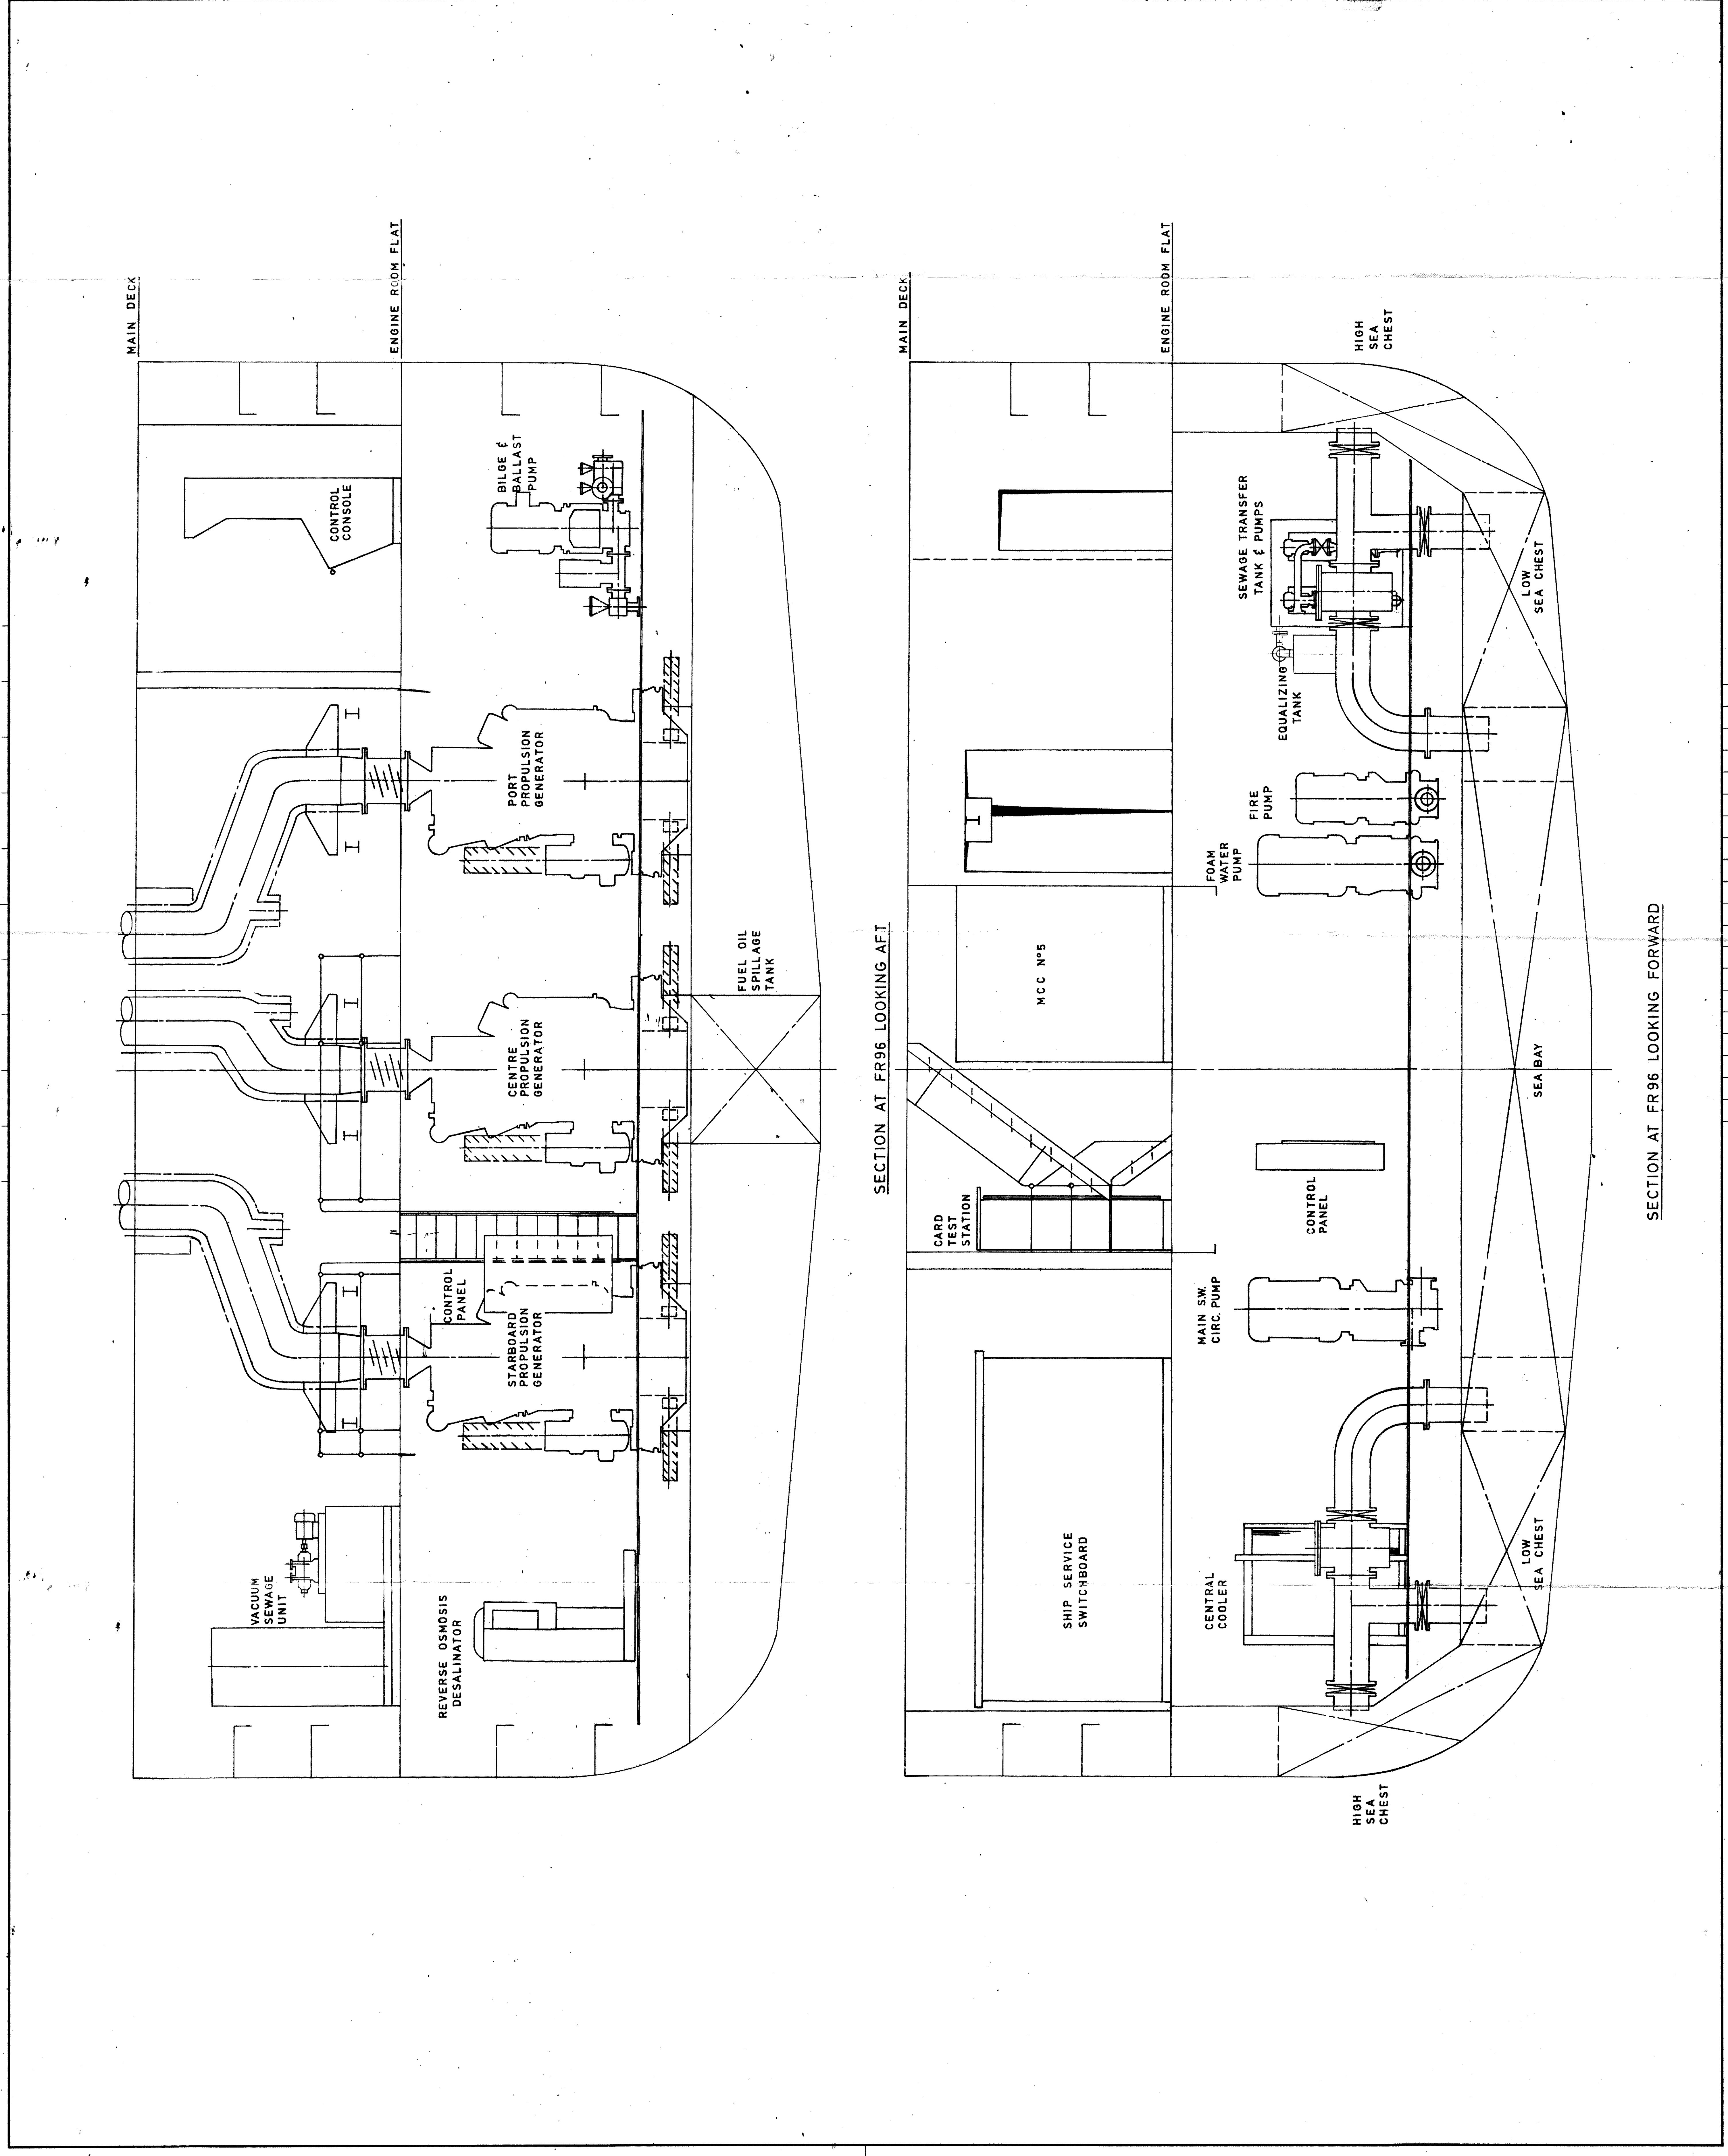 MAIN DECK
ENGINE ROOM FLAT
VACUUM
SEWAGE
UNIT
CONTROL
CONSOLE
REVERSE OSMOSIS
DESALINATOR
STARBOARD
PROPULSION
GENERATOR
CONTROL
PANEL
CENTRE
PROPULSION
GENERATOR
PORT
PROPULSION
GENERATOR
BILGE &
BALLAST
PUMP
FUEL OIL
SPILLAGE
TANK
SECTION AT FR96 LOOKING AFT
MAIN DECK
ENGINE ROOM FLAT
SHIP SERVICE
SWITCHBOARD
CARD
TEST
STATION
MCC Nº5
CENTRAL
COOLER
MAIN S.W.
CIRC. PUMP
CONTROL
PANEL
FOAM
WATER
PUMP
FIRE
PUMP
EQUALIZING
TANK
SEWAGE TRANSFER
TANK & PUMPS
HIGH
SEA
CHEST
HIGH
SEA
CHEST
LOW
SEA CHEST
SEA BAY
LOW
SEA CHEST
SECTION AT FR96 LOOKING FORWARD